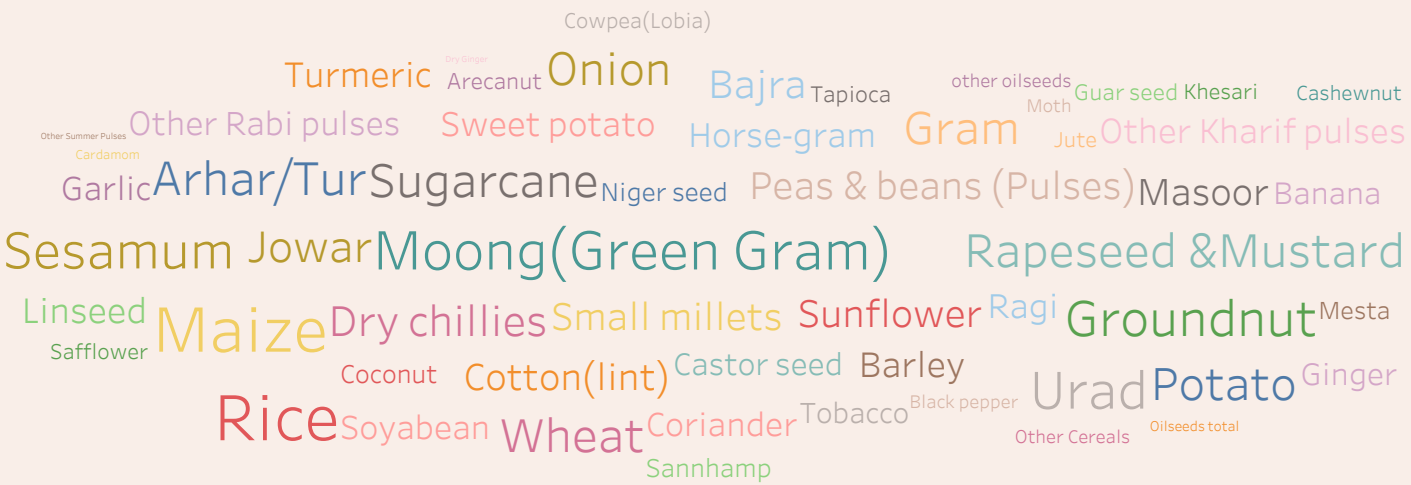 Cowpea(Lobia)
Turmeric Dry Ginger Arecanut Onion Bajra Tapioca other oilseeds Guar seed Khesari Cashewnut
Moth
Other Summer Pulses Other Rabi pulses Sweet potato Horse-gram Gram Jute Other Kharif pulses
Cardamom
Garlic Arhar/Tur Sugarcane Niger seed Peas & beans (Pulses) Masoor Banana
Sesamum Jowar Moong(Green Gram) Rapeseed &Mustard
Linseed Maize Dry chillies Small millets Sunflower Ragi Groundnut Mesta
Safflower
Coconut Cotton(lint) Castor seed Barley Urad Potato Ginger
Rice Soyabean Wheat Coriander Tobacco Black pepper Other Cereals Oilseeds total
Sannhamp